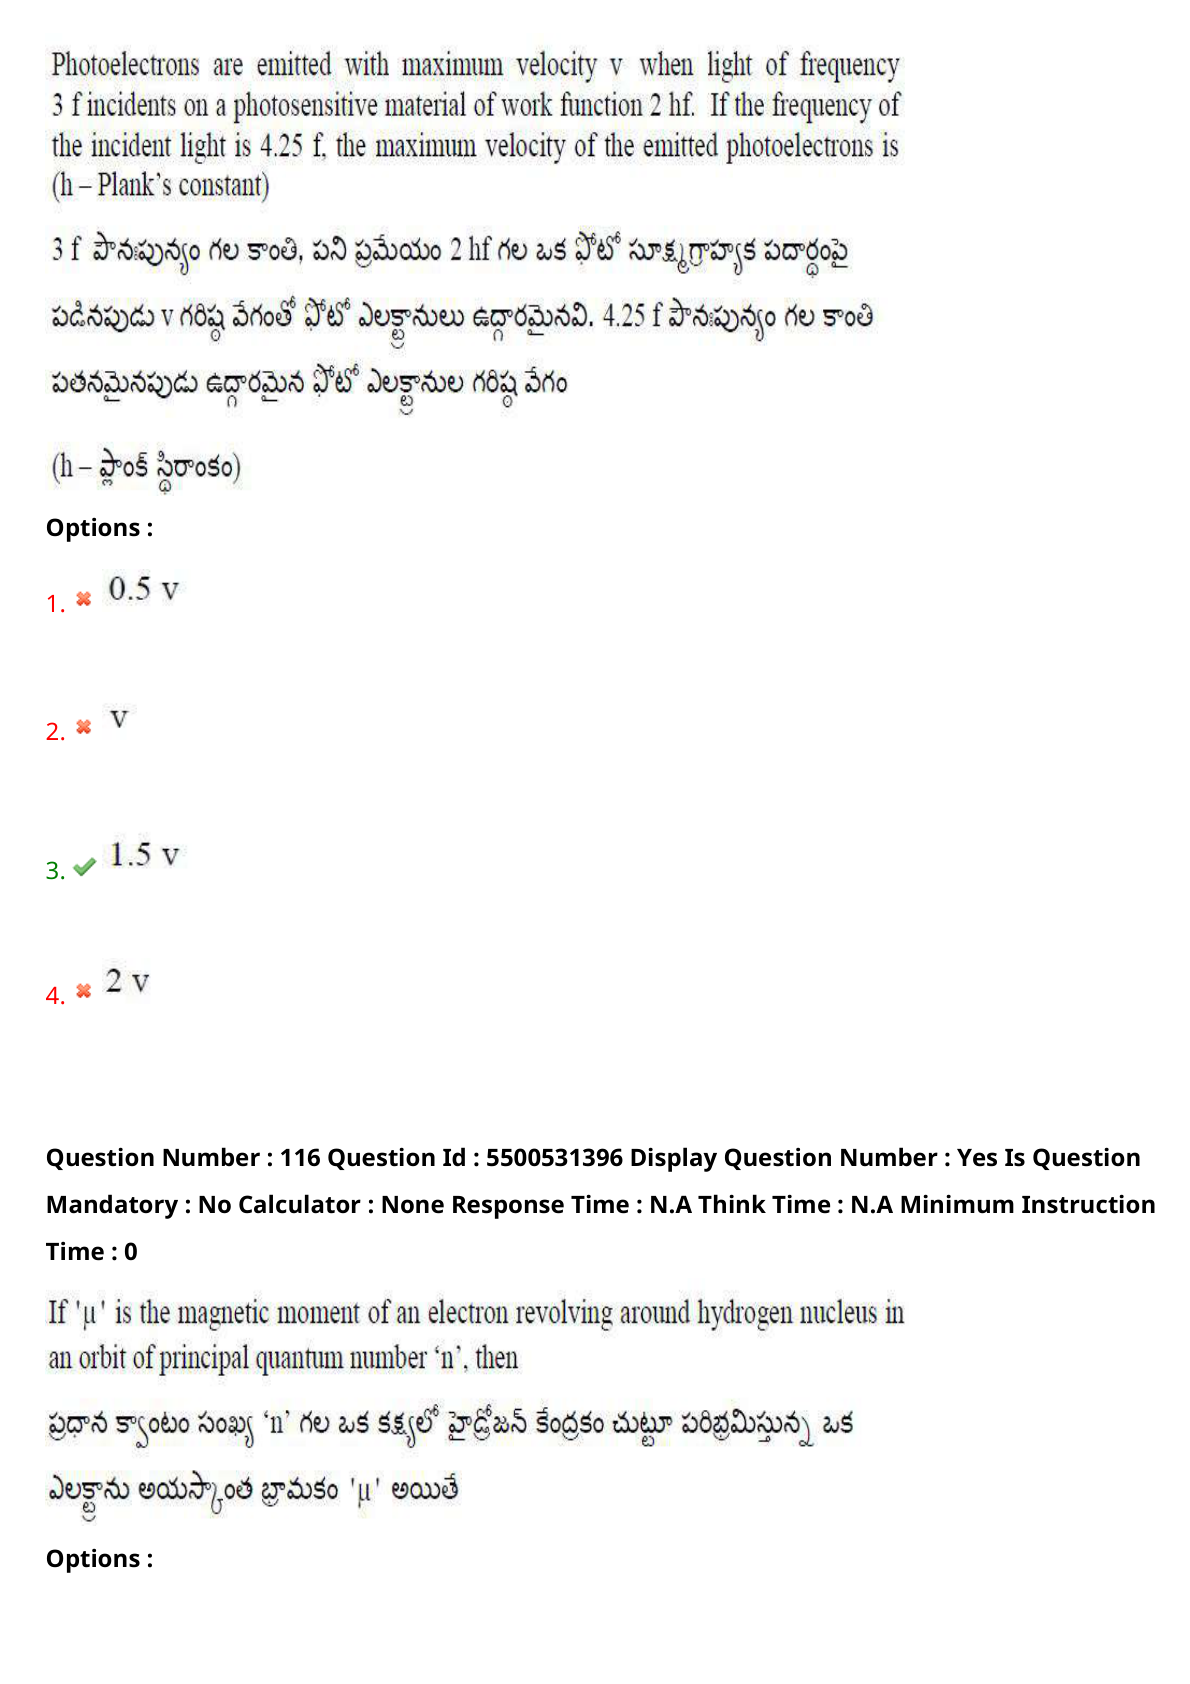 Photoelectrons are emitted with maximum velocity v when light of frequency
3 f incidents on a photosensitive material of work function 2 hf. If the frequency of
the incident light is 4.25 f, the maximum velocity of the emitted photoelectrons is
(h – Plank's constant)
3 f పౌనఃపున్యం గల కాంతి, పని ప్రమేయం 2 hf గల ఒక ఫోటో సూక్ష్మగ్రాహ్యక పదార్థంపై
పడినపుడు v గరిష్ఠ వేగంతో ఫోటో ఎలక్ట్రానులు ఉద్గారమైనవి. 4.25 f పౌనఃపున్యం గల కాంతి
పతనమైనపుడు ఉద్గారమైన ఫోటో ఎలక్ట్రానుల గరిష్ఠ వేగం
(h – ప్లాంక్ స్థిరాంకం)
Options :
1. 0.5 v
2. v
3. 1.5 v
4. 2 v
Question Number : 116 Question Id : 5500531396 Display Question Number : Yes Is Question
Mandatory : No Calculator : None Response Time : N.A Think Time : N.A Minimum Instruction
Time : 0
If 'μ' is the magnetic moment of an electron revolving around hydrogen nucleus in
an orbit of principal quantum number ‘n’, then
ప్రధాన క్వాంటం సంఖ్య ‘n’ గల ఒక కక్ష్యలో హైడ్రోజన్ కేంద్రకం చుట్టూ పరిభ్రమిస్తున్న ఒక
ఎలక్ట్రాను అయస్కాంత భ్రామకం 'μ' అయితే
Options :